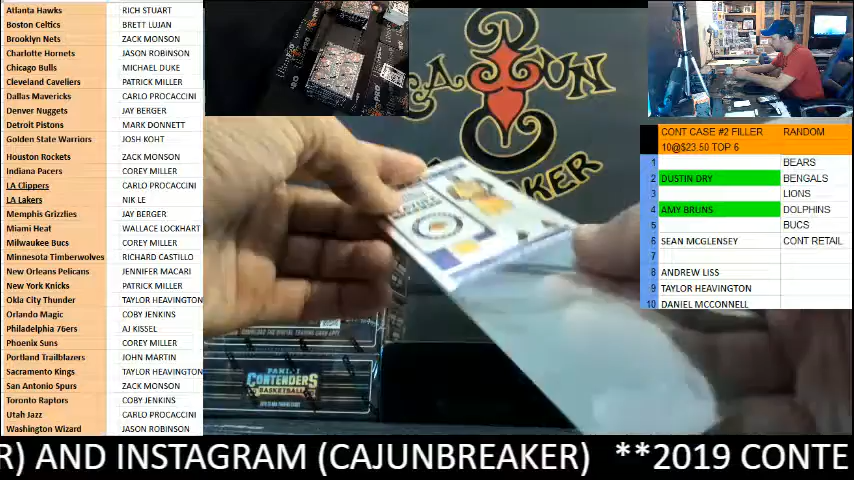 Atlanta Hawks RICH STUART
Boston Celtics BRETT LUJAN
Brooklyn Nets ZACK MONSON
Charlotte Hornets JASON ROBINSON
Chicago Bulls MICHAEL DUKE
Cleveland Cavaliers PATRICK MILLER
Dallas Mavericks CARLO PROCACCINI
Denver Nuggets JAY BERGER
Detroit Pistons MARK DONNETT
Golden State Warriors JOSH KOHT
Houston Rockets ZACK MONSON
Indiana Pacers COREY MILLER
LA Clippers CARLO PROCACCINI
LA Lakers NIK LE
Memphis Grizzlies JAY BERGER
Miami Heat WALLACE LOCKHART
Milwaukee Bucs COREY MILLER
Minnesota Timberwolves RICHARD CASTILLO
New Orleans Pelicans JENNIFER MACARI
New York Knicks PATRICK MILLER
Okla City Thunder TAYLOR HEAVINGTON
Orlando Magic COBY JENKINS
Philadelphia 76ers AJ KISSEL
Phoenix Suns COREY MILLER
Portland Trailblazers JOHN MARTIN
Sacramento Kings TAYLOR HEAVINGTON
San Antonio Spurs ZACK MONSON
Toronto Raptors COBY JENKINS
Utah Jazz CARLO PROCACCINI
Washington Wizard JASON ROBINSON
CAJUN
KER
PANINI
CONTENDERS
BASKETBALL
CONT CASE #2 FILLER RANDOM
10@$23.50 TOP 6
1 BEARS
2 DUSTIN DRY BENGALS
3 LIONS
4 AMY BRUNS DOLPHINS
5 BUCS
6 SEAN MCGLENSEY CONT RETAIL
7
8 ANDREW LISS
9 TAYLOR HEAVINGTON
10 DANIEL MCCONNELL
R) AND INSTAGRAM (CAJUNBREAKER) **2019 CONTE